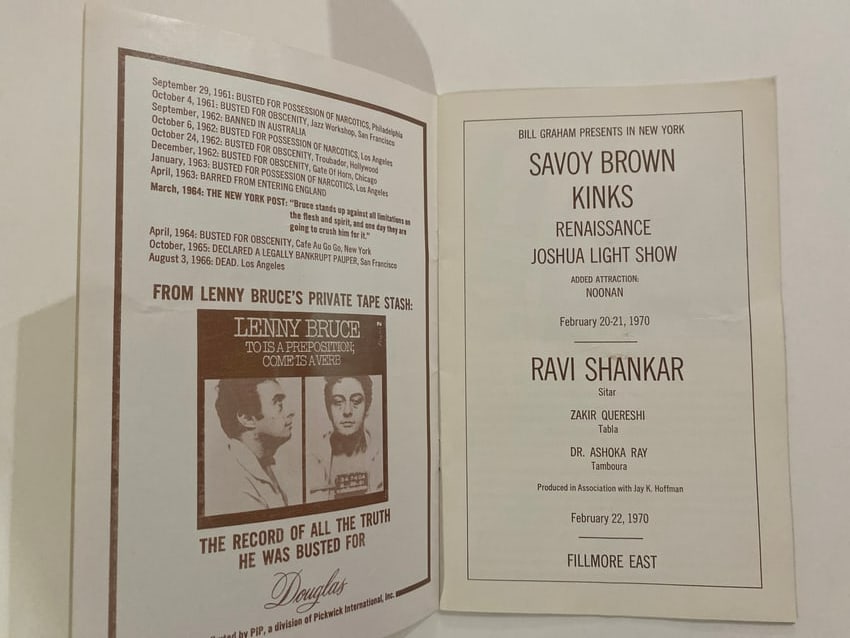 September 29, 1961: BUSTED FOR POSSESSION OF NARCOTICS, Philadelphia
October 4, 1961: BUSTED FOR OBSCENITY, Jazz Workshop, San Francisco
September, 1962: BANNED IN AUSTRALIA
October 6, 1962: BUSTED FOR POSSESSION OF NARCOTICS, Los Angeles
October 24, 1962: BUSTED FOR OBSCENITY, Troubador, Hollywood
December, 1962: BUSTED FOR OBSCENITY, Gate Of Horn, Chicago
January, 1963: BUSTED FOR POSSESSION OF NARCOTICS, Los Angeles
April, 1963: BARRED FROM ENTERING ENGLAND
March, 1964: THE NEW YORK POST: "Bruce stands up against all limitations on
the flesh and spirit, and one day they are
going to crush him for it."
April, 1964: BUSTED FOR OBSCENITY, Cafe Au Go Go, New York
October, 1965: DECLARED A LEGALLY BANKRUPT PAUPER, San Francisco
August 3, 1966: DEAD. Los Angeles
FROM LENNY BRUCE'S PRIVATE TAPE STASH:
LENNY BRUCE
TO IS A PREPOSITION;
COME IS A VERB
THE RECORD OF ALL THE TRUTH
HE WAS BUSTED FOR
Douglas
by PIP, a division of Pickwick International, Inc.
BILL GRAHAM PRESENTS IN NEW YORK
SAVOY BROWN
KINKS
RENAISSANCE
JOSHUA LIGHT SHOW
ADDED ATTRACTION:
NOONAN
February 20-21, 1970
RAVI SHANKAR
Sitar
ZAKIR QUERESHI
Tabla
DR. ASHOKA RAY
Tamboura
Produced in Association with Jay K. Hoffman
February 22, 1970
FILLMORE EAST